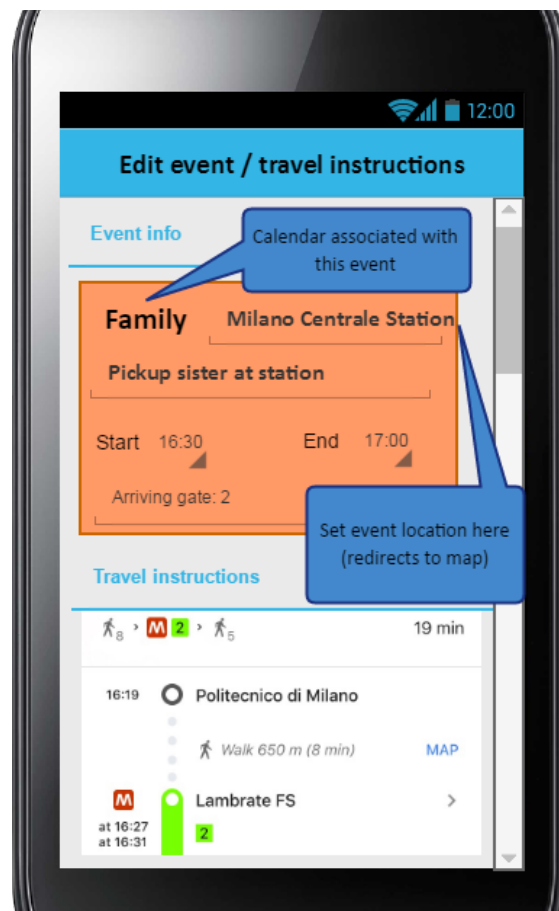 12:00
Edit event / travel instructions
Event info
Calendar associated with
this event
Family
Milano Centrale Station
Pickup sister at station
Start 16:30 End 17:00
Arriving gate: 2
Set event location here
(redirects to map)
Travel instructions
8 > M 2 > 5 19 min
16:19 Politecnico di Milano
Walk 650 m (8 min) MAP
M Lambrate FS >
at 16:27
at 16:31
2